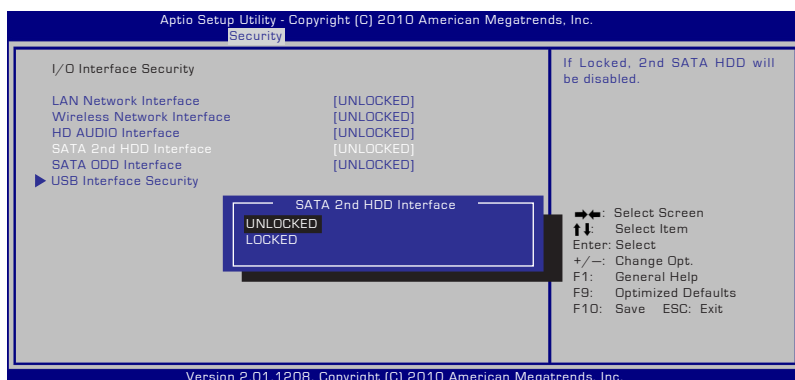 Aptio Setup Utility - Copyright (C) 2010 American Megatrends, Inc.
Security
I/O Interface Security
LAN Network Interface [UNLOCKED]
Wireless Network Interface [UNLOCKED]
HD AUDIO Interface [UNLOCKED]
SATA 2nd HDD Interface [UNLOCKED]
SATA ODD Interface [UNLOCKED]
USB Interface Security
SATA 2nd HDD Interface
UNLOCKED
LOCKED
If Locked, 2nd SATA HDD will
be disabled.
→←: Select Screen
↑↓: Select Item
Enter: Select
+/—: Change Opt.
F1: General Help
F9: Optimized Defaults
F10: Save ESC: Exit
Version 2.01.1208. Copyright (C) 2010 American Megatrends, Inc.